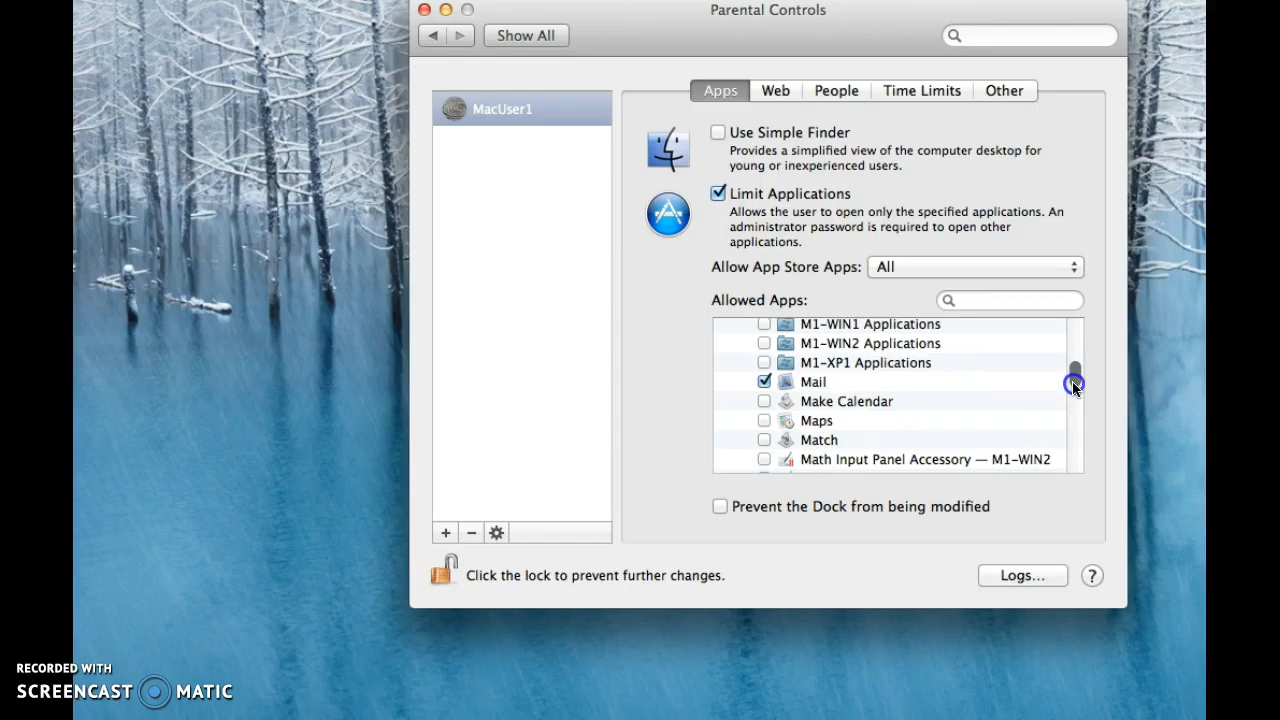 Parental Controls
Show All
MacUser1
Apps
Web
People
Time Limits
Other
Use Simple Finder
Provides a simplified view of the computer desktop for
young or inexperienced users.
Limit Applications
Allows the user to open only the specified applications. An
administrator password is required to open other
applications.
Allow App Store Apps:
All
Allowed Apps:
M1-WIN1 Applications
M1-WIN2 Applications
M1-XP1 Applications
Mail
Make Calendar
Maps
Match
Math Input Panel Accessory — M1-WIN2
Prevent the Dock from being modified
Click the lock to prevent further changes.
Logs...
?
RECORDED WITH
SCREENCAST MATIC